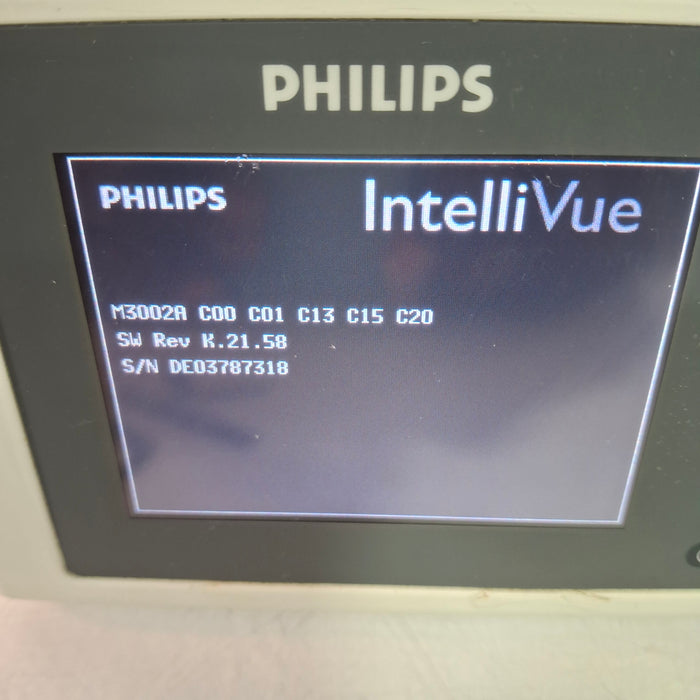 PHILIPS
PHILIPS IntelliVue
M3002A C00 C01 C13 C15 C20
SW Rev K.21.58
S/N DE03787318